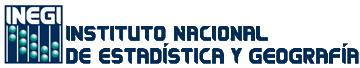 INEGI
INSTITUTO NACIONAL
DE ESTADÍSTICA Y GEOGRAFÍA